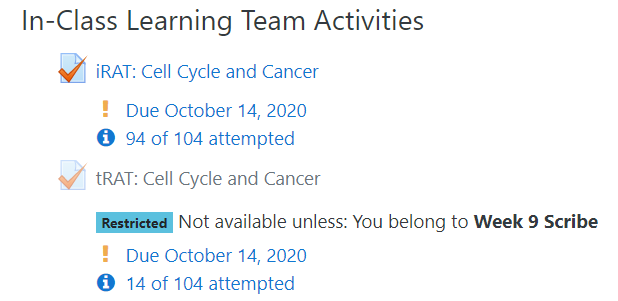 In-Class Learning Team Activities
iRAT: Cell Cycle and Cancer
Due October 14, 2020
94 of 104 attempted
tRAT: Cell Cycle and Cancer
Restricted Not available unless: You belong to Week 9 Scribe
Due October 14, 2020
14 of 104 attempted